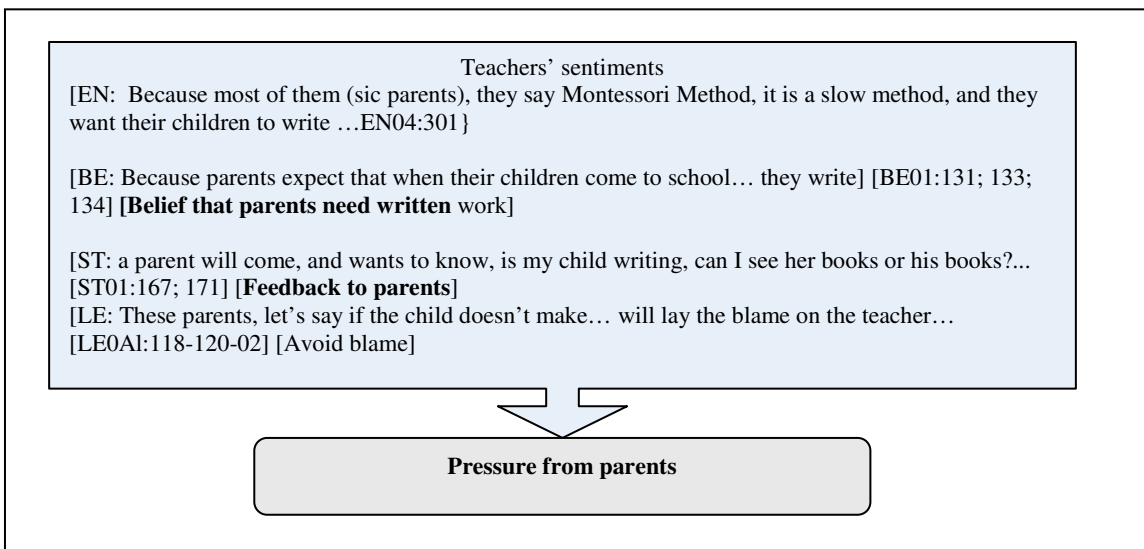 Teachers’ sentiments
[EN:  Because most of them (sic parents), they say Montessori Method, it is a slow method, and they
want their children to write …EN04:301}
[BE: Because parents expect that when their children come to school… they write] [BE01:131; 133;
134] [Belief that parents need written work]
[ST: a parent will come, and wants to know, is my child writing, can I see her books or his books?...
[ST01:167; 171] [Feedback to parents]
[LE: These parents, let’s say if the child doesn’t make… will lay the blame on the teacher…
[LE0Al:118-120-02] [Avoid blame]
Pressure from parents